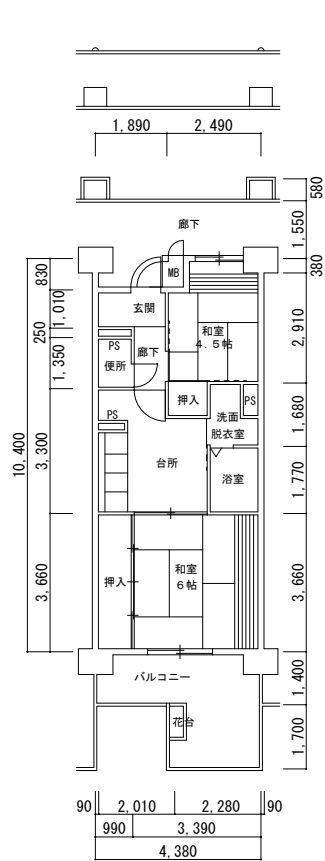 1,890
2,490
580
廊下
1,550
380
830
MB
1,010
玄関
和室
4.5帖
2,910
250
PS
廊下
便所
1,350
押入
洗面
PS
脱衣室
1,680
PS
10,400
3,300
台所
浴室
1,770
3,660
押入
和室
6帖
3,660
バルコニー
1,400
花台
1,700
90
2,010
2,280
90
990
3,390
4,380